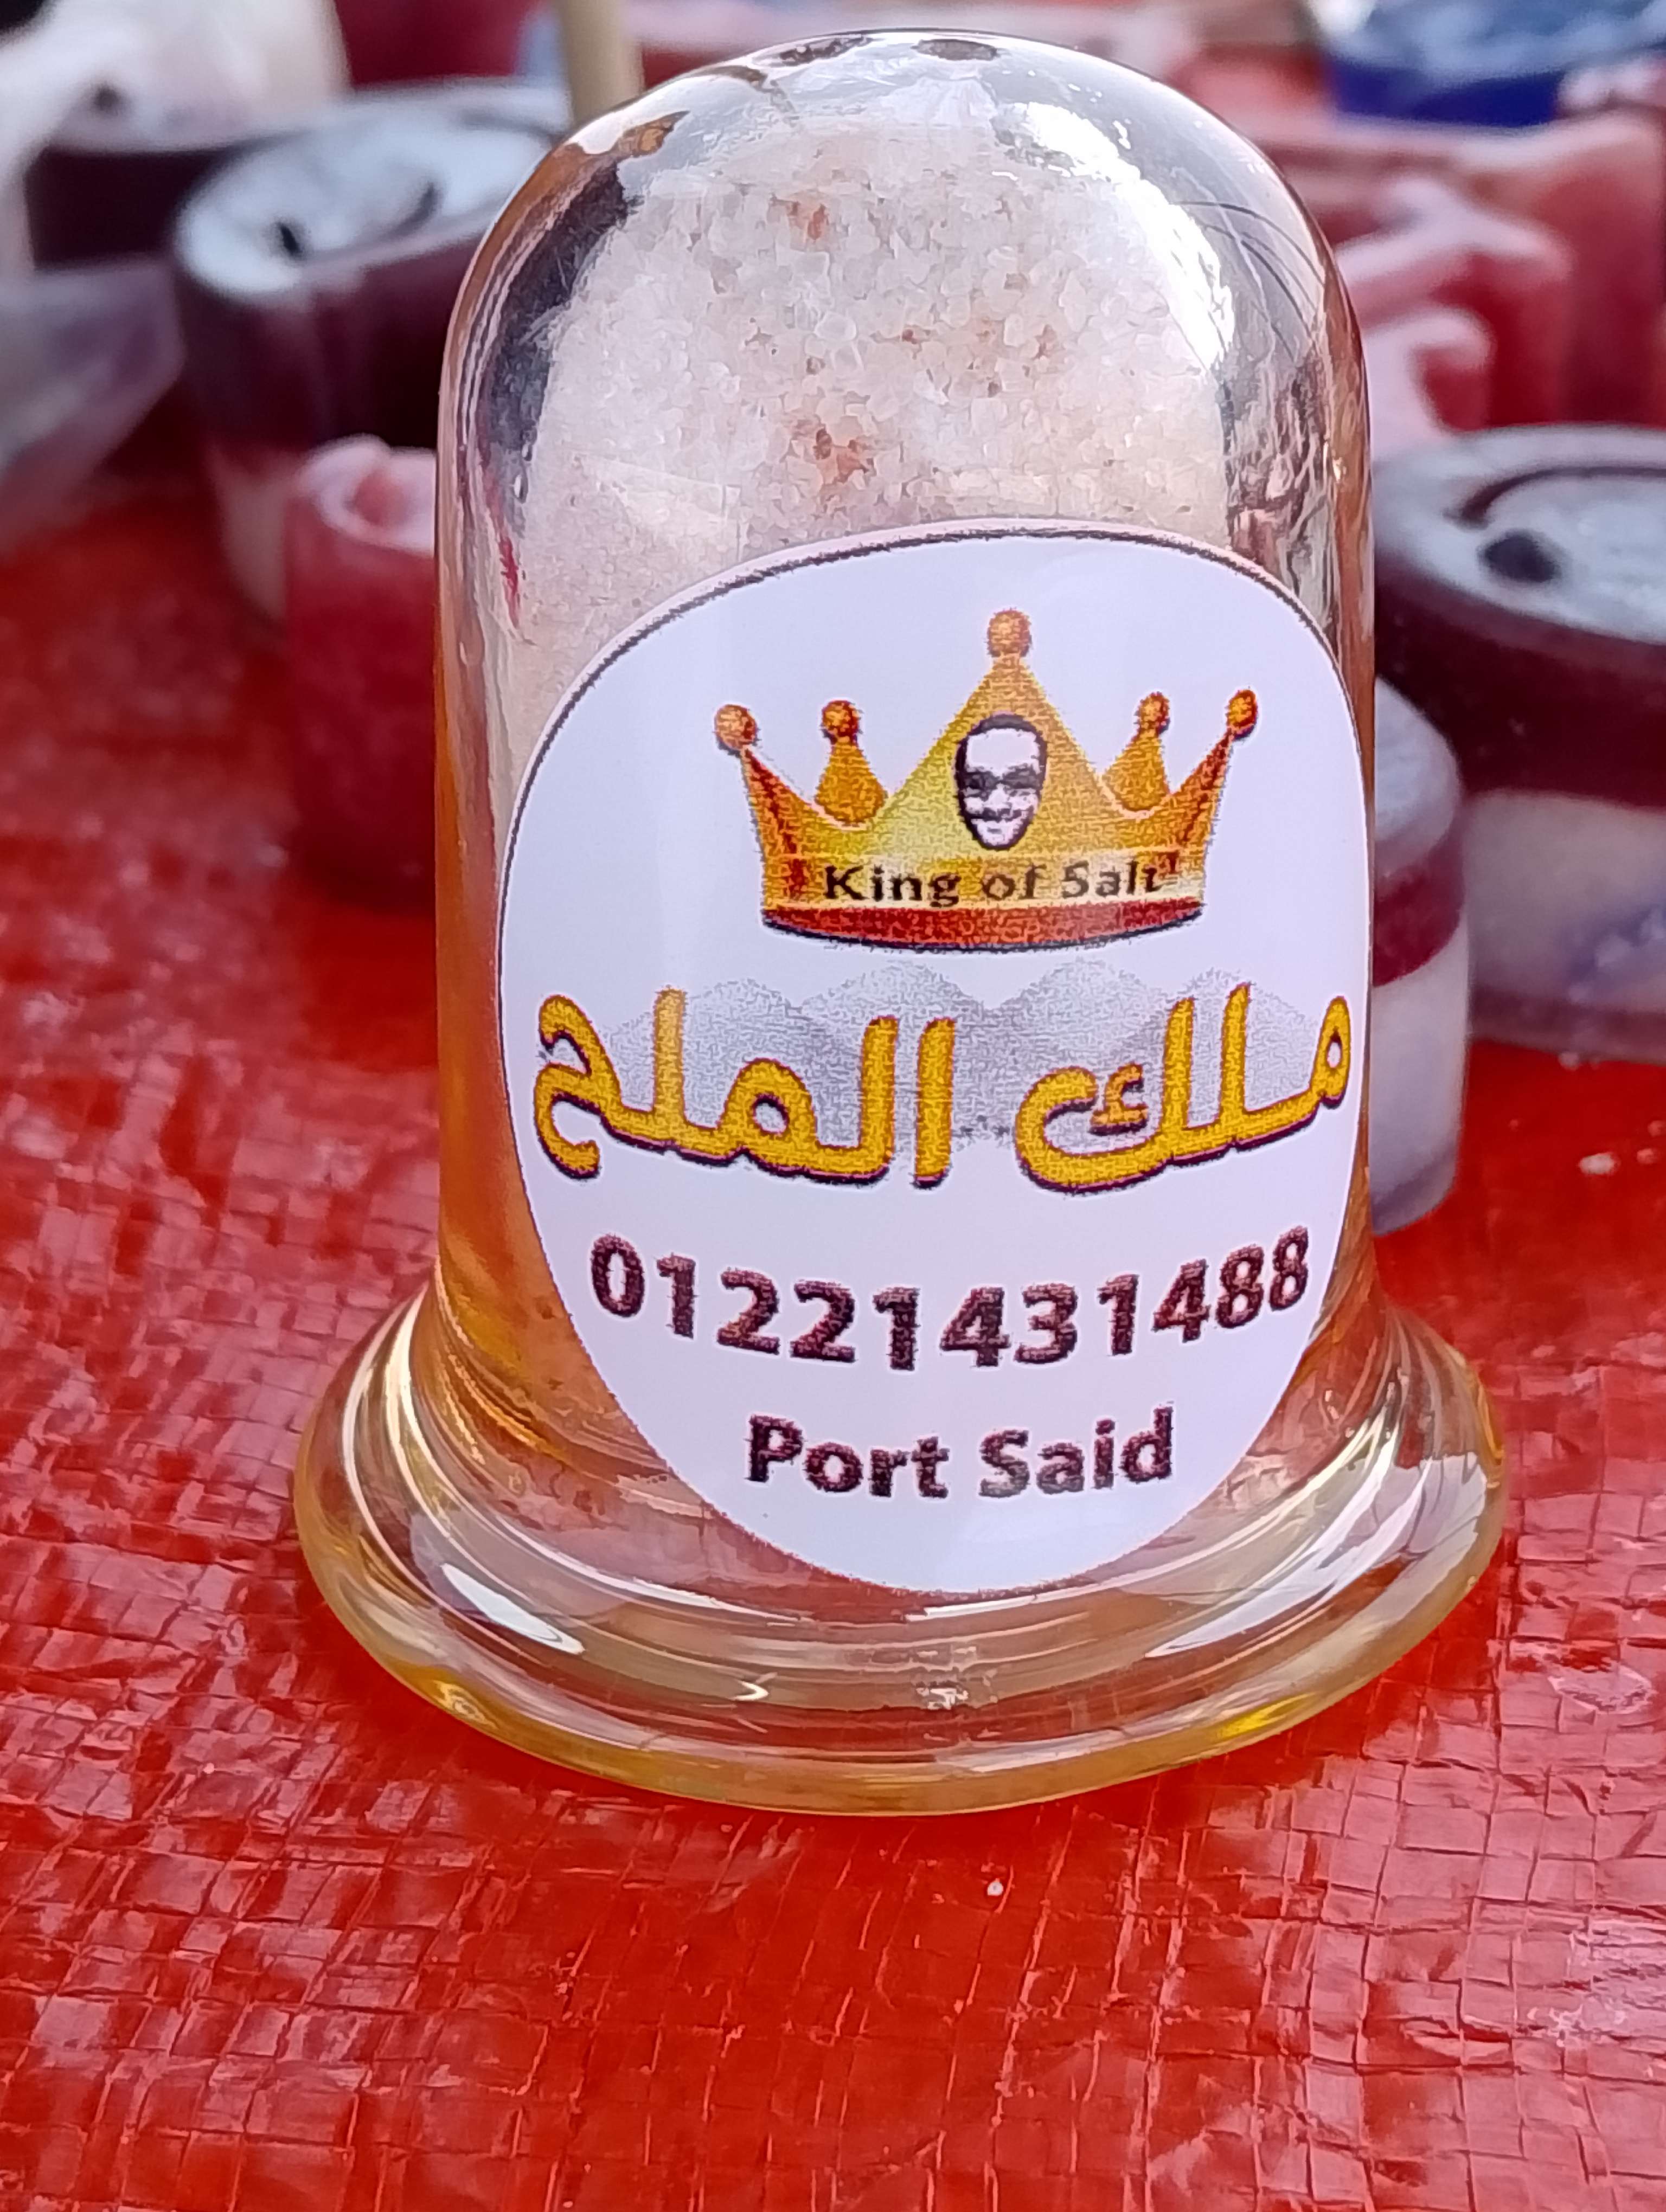 King of Salt
ملك الملح
01221431488
Port Said